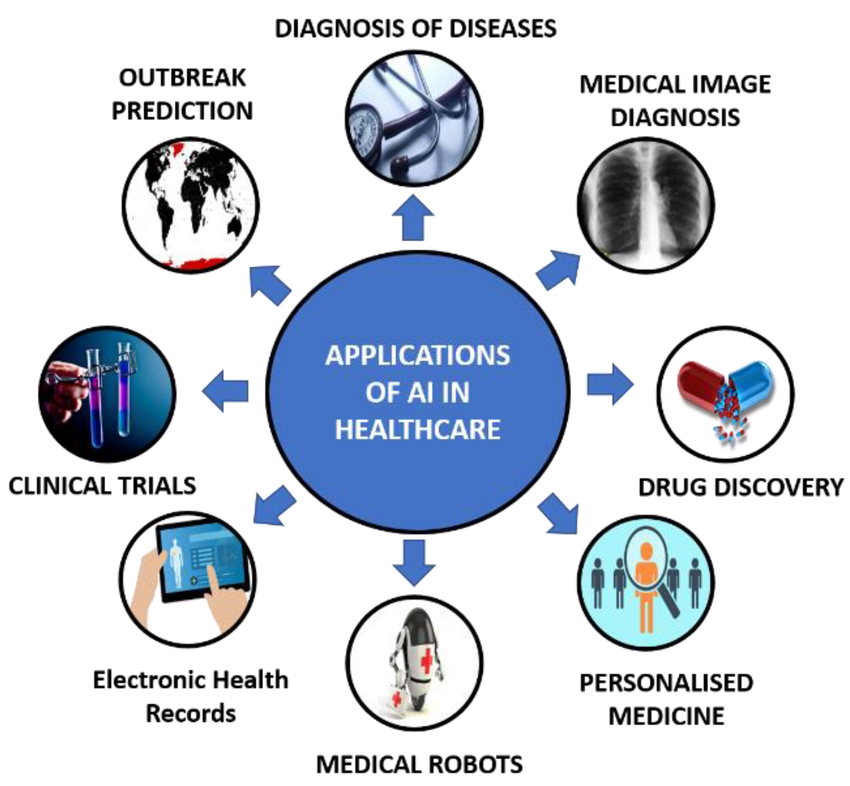 DIAGNOSIS OF DISEASES
OUTBREAK
PREDICTION
MEDICAL IMAGE
DIAGNOSIS
APPLICATIONS
OF AI IN
HEALTHCARE
CLINICAL TRIALS
DRUG DISCOVERY
Electronic Health
Records
PERSONALISED
MEDICINE
MEDICAL ROBOTS